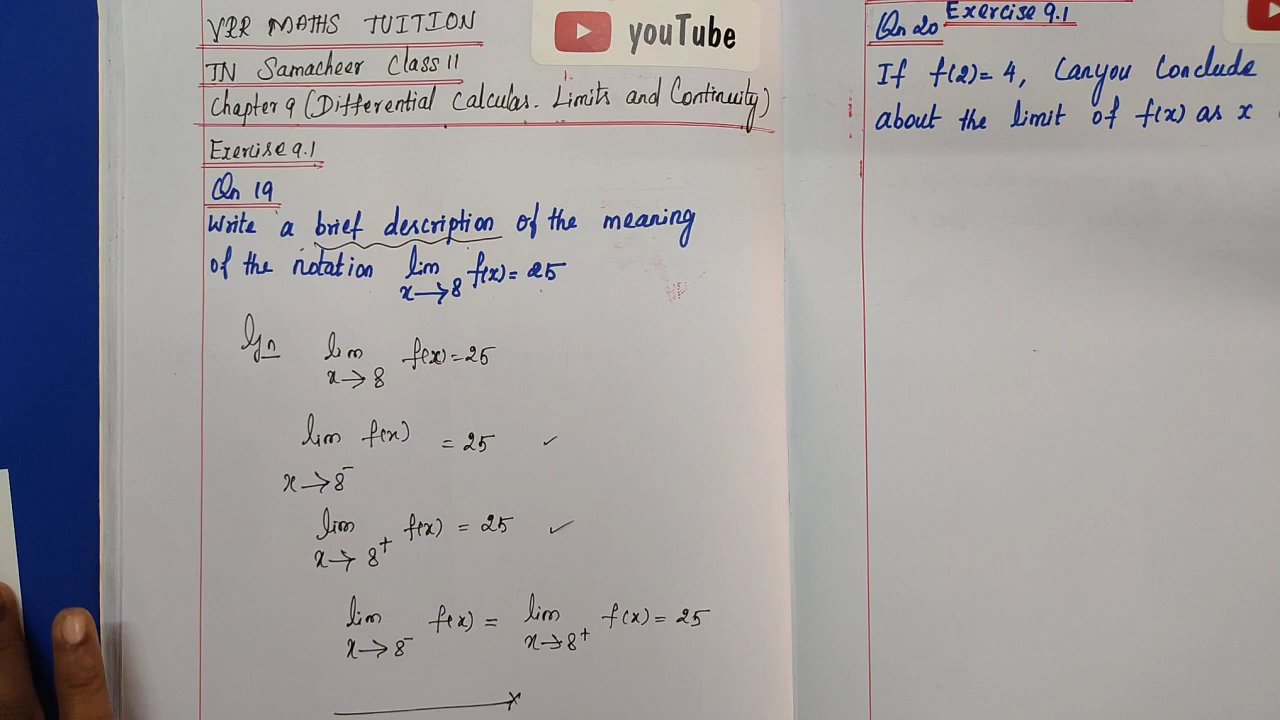 VRR MATHS TUITION
YouTube
TN Samacheer Class 11
Chapter 9 (Differential Calculas. Limits and Continuity)
Exercise 9.1
Qn 19
Write a brief description of the meaning
of the notation lim f(x) = 25
x→8
Gn lim f(x) = 25
x→8
lim f(x) = 25 ✓
x→8⁻
lim f(x) = 25 ✓
x→8⁺
lim f(x) = lim f(x) = 25
x→8⁻ x→8⁺
Qn 20 Exercise 9.1
If f(2) = 4, Can you Conclude
about the limit of f(x) as x